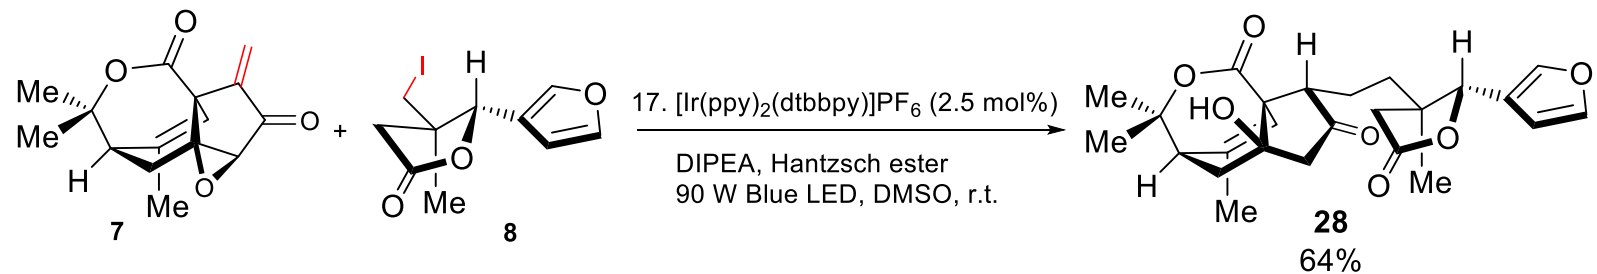 O
O
Me
Me
H
O
Me
O
7
+
I
H
O
O
O
Me
8
17. [Ir(ppy)₂(dtbbpy)]PF₆ (2.5 mol%)
DIPEA, Hantzsch ester
90 W Blue LED, DMSO, r.t.
O
O
Me
Me
HO
H
H
Me
O
H
O
O
O
Me
28
64%